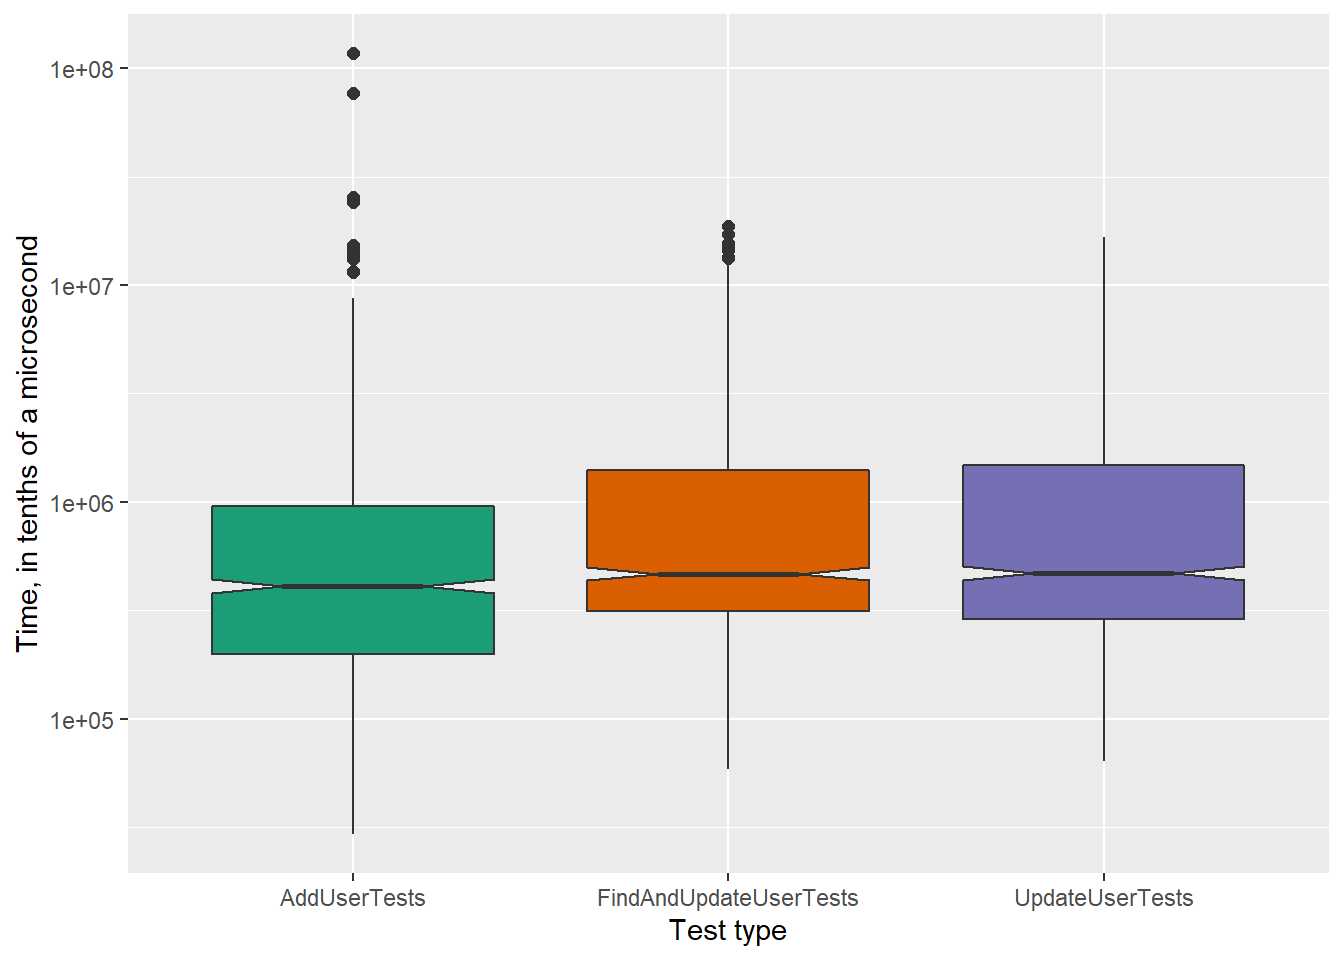 1e+08
1e+07
1e+06
1e+05
Time, in tenths of a microsecond
AddUserTests
FindAndUpdateUserTests
UpdateUserTests
Test type